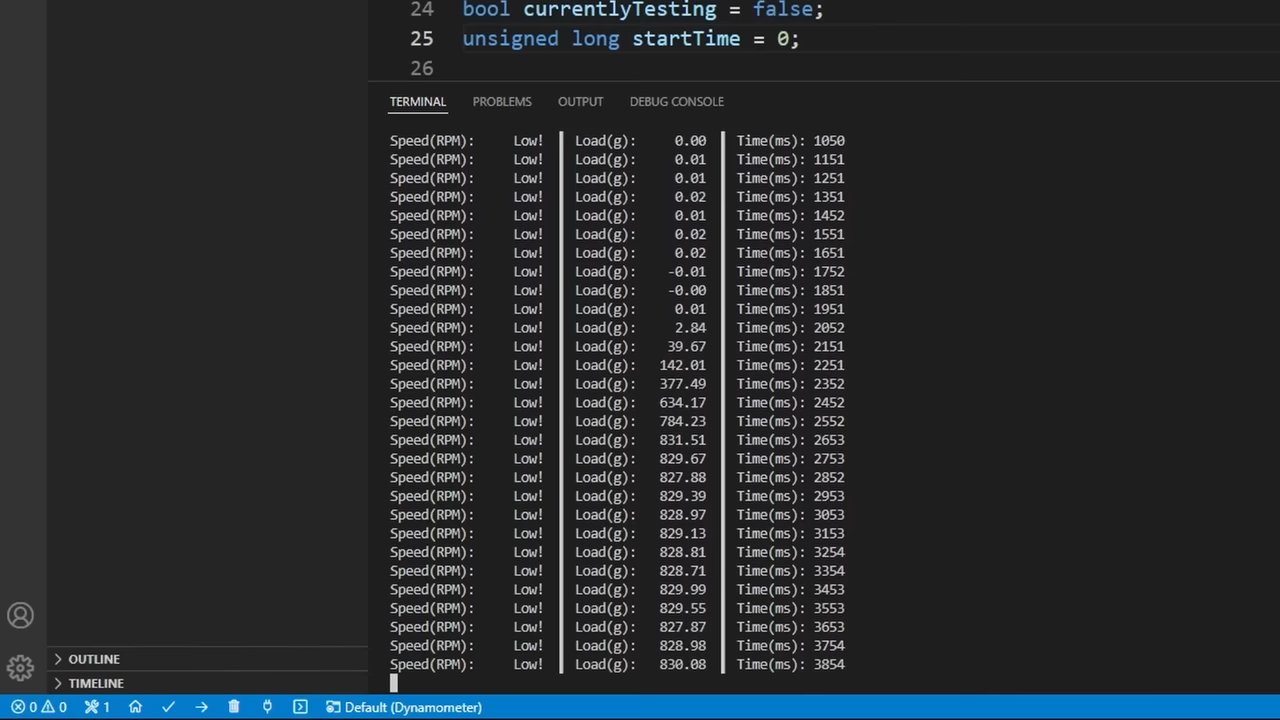 24 bool currentlyTesting = false;
25 unsigned long startTime = 0;
26
TERMINAL PROBLEMS OUTPUT DEBUG CONSOLE
Speed(RPM): Low! | Load(g): 0.00 | Time(ms): 1050
Speed(RPM): Low! | Load(g): 0.01 | Time(ms): 1151
Speed(RPM): Low! | Load(g): 0.01 | Time(ms): 1251
Speed(RPM): Low! | Load(g): 0.02 | Time(ms): 1351
Speed(RPM): Low! | Load(g): 0.01 | Time(ms): 1452
Speed(RPM): Low! | Load(g): 0.02 | Time(ms): 1551
Speed(RPM): Low! | Load(g): 0.02 | Time(ms): 1651
Speed(RPM): Low! | Load(g): -0.01 | Time(ms): 1752
Speed(RPM): Low! | Load(g): -0.00 | Time(ms): 1851
Speed(RPM): Low! | Load(g): 0.01 | Time(ms): 1951
Speed(RPM): Low! | Load(g): 2.84 | Time(ms): 2052
Speed(RPM): Low! | Load(g): 39.67 | Time(ms): 2151
Speed(RPM): Low! | Load(g): 142.01 | Time(ms): 2251
Speed(RPM): Low! | Load(g): 377.49 | Time(ms): 2352
Speed(RPM): Low! | Load(g): 634.17 | Time(ms): 2452
Speed(RPM): Low! | Load(g): 784.23 | Time(ms): 2552
Speed(RPM): Low! | Load(g): 831.51 | Time(ms): 2653
Speed(RPM): Low! | Load(g): 829.67 | Time(ms): 2753
Speed(RPM): Low! | Load(g): 827.88 | Time(ms): 2852
Speed(RPM): Low! | Load(g): 829.39 | Time(ms): 2953
Speed(RPM): Low! | Load(g): 828.97 | Time(ms): 3053
Speed(RPM): Low! | Load(g): 829.13 | Time(ms): 3153
Speed(RPM): Low! | Load(g): 828.81 | Time(ms): 3254
Speed(RPM): Low! | Load(g): 828.71 | Time(ms): 3354
Speed(RPM): Low! | Load(g): 829.99 | Time(ms): 3453
Speed(RPM): Low! | Load(g): 829.55 | Time(ms): 3553
Speed(RPM): Low! | Load(g): 827.87 | Time(ms): 3653
Speed(RPM): Low! | Load(g): 828.98 | Time(ms): 3754
Speed(RPM): Low! | Load(g): 830.08 | Time(ms): 3854
OUTLINE
TIMELINE
0 0 1 Default (Dynamometer)